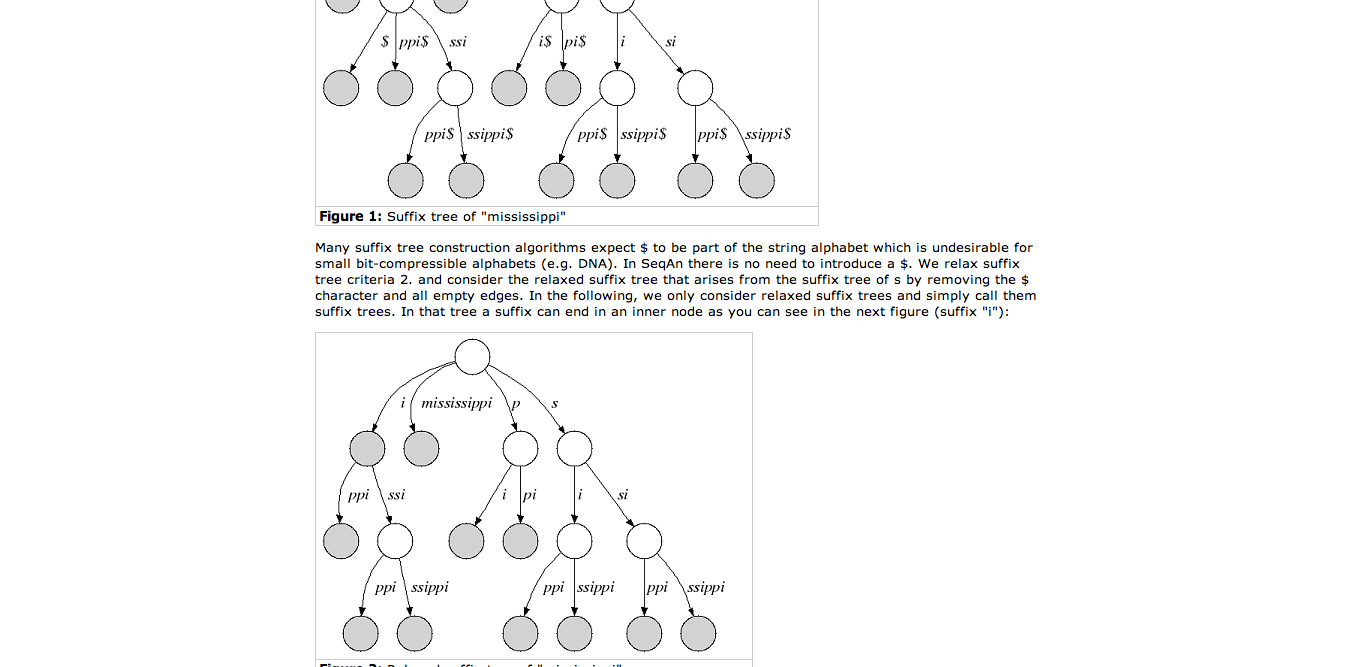 $ ppi$ ssi i$ pi$ i si
ppi$ ssippi$ ppi$ ssippi$ ppi$ ssippi$
Figure 1: Suffix tree of "mississippi"
Many suffix tree construction algorithms expect $ to be part of the string alphabet which is undesirable for
small bit-compressible alphabets (e.g. DNA). In SeqAn there is no need to introduce a $. We relax suffix
tree criteria 2. and consider the relaxed suffix tree that arises from the suffix tree of s by removing the $
character and all empty edges. In the following, we only consider relaxed suffix trees and simply call them
suffix trees. In that tree a suffix can end in an inner node as you can see in the next figure (suffix "i"):
i mississippi p s
ppi ssi i pi i si
ppi ssippi ppi ssippi ppi ssippi